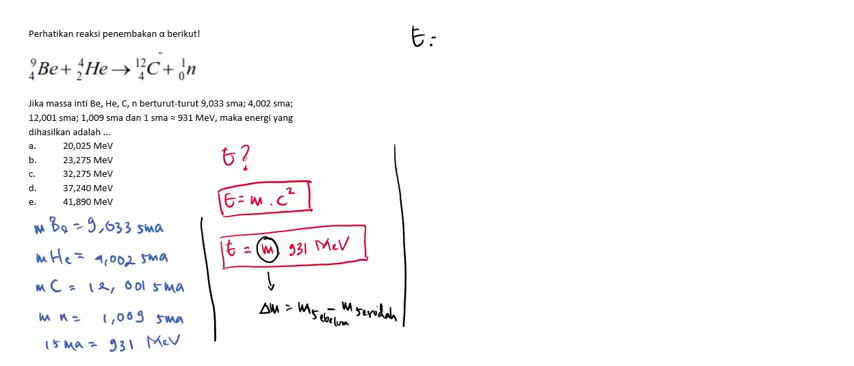 Perhatikan reaksi penembakan α berikut!
⁹₄Be + ⁴₂He → ¹²₄C + ¹₀n
Jika massa inti Be, He, C, n berturut-turut 9,033 sma; 4,002 sma;
12,001 sma; 1,009 sma dan 1 sma ≈ 931 MeV, maka energi yang
dihasilkan adalah ...
a. 20,025 MeV
b. 23,275 MeV
c. 32,275 MeV
d. 37,240 MeV
e. 41,890 MeV
m Be = 9,033 sma
m He = 4,002 sma
m C = 12,001 sma
m n = 1,009 sma
1 sma = 931 MeV
E?
E = m . c²
E = m 931 MeV
Δm = m sebelum - m sesudah
E =